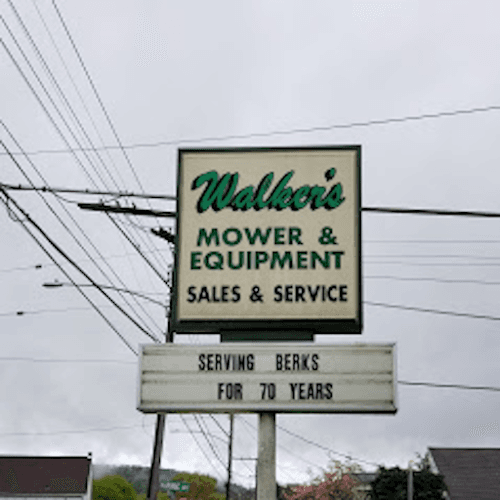 Walker's
MOWER &
EQUIPMENT
SALES & SERVICE
SERVING BERKS
FOR 70 YEARS